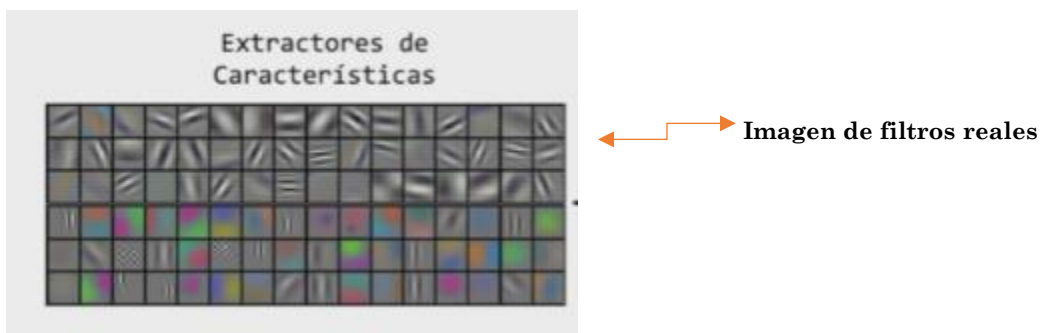 Extractores de
Características
Imagen de filtros reales